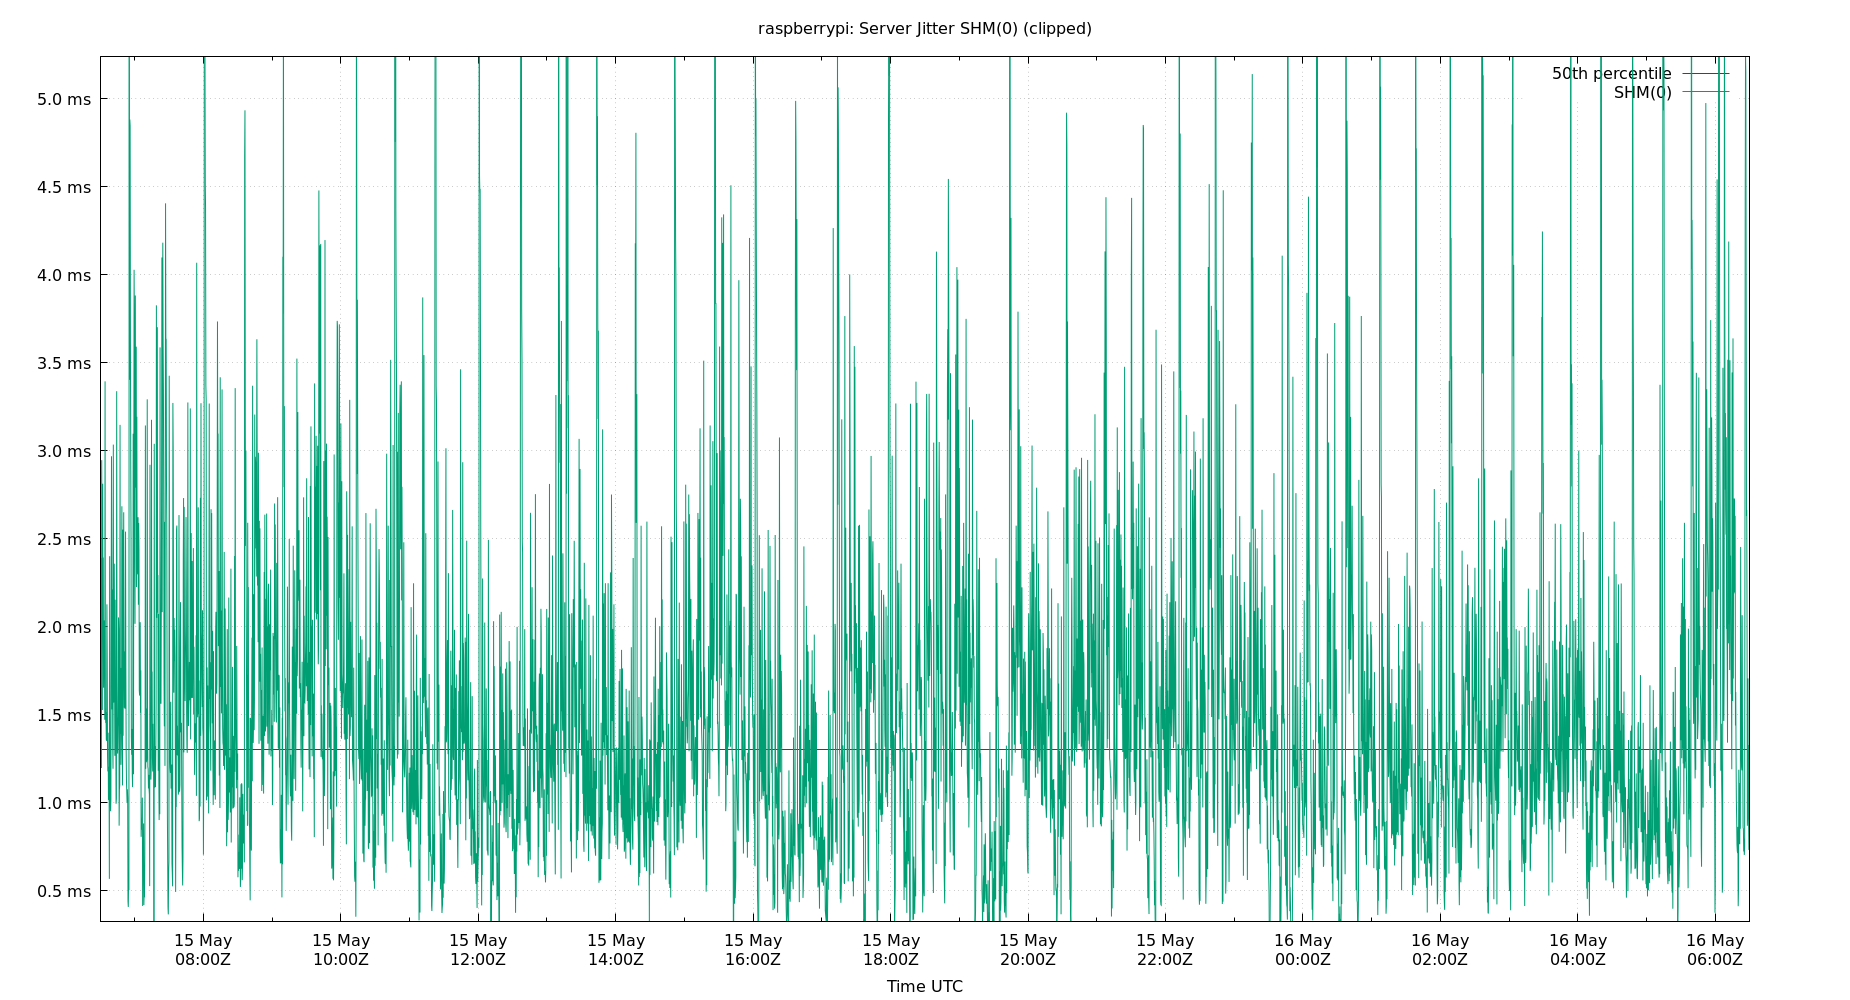 raspberrypi: Server Jitter SHM(0) (clipped)
50th percentile
SHM(0)
5.0 ms
4.5 ms
4.0 ms
3.5 ms
3.0 ms
2.5 ms
2.0 ms
1.5 ms
1.0 ms
0.5 ms
15 May 15 May 15 May 15 May 15 May 15 May 15 May 15 May 16 May 16 May 16 May 16 May
08:00Z 10:00Z 12:00Z 14:00Z 16:00Z 18:00Z 20:00Z 22:00Z 00:00Z 02:00Z 04:00Z 06:00Z
Time UTC